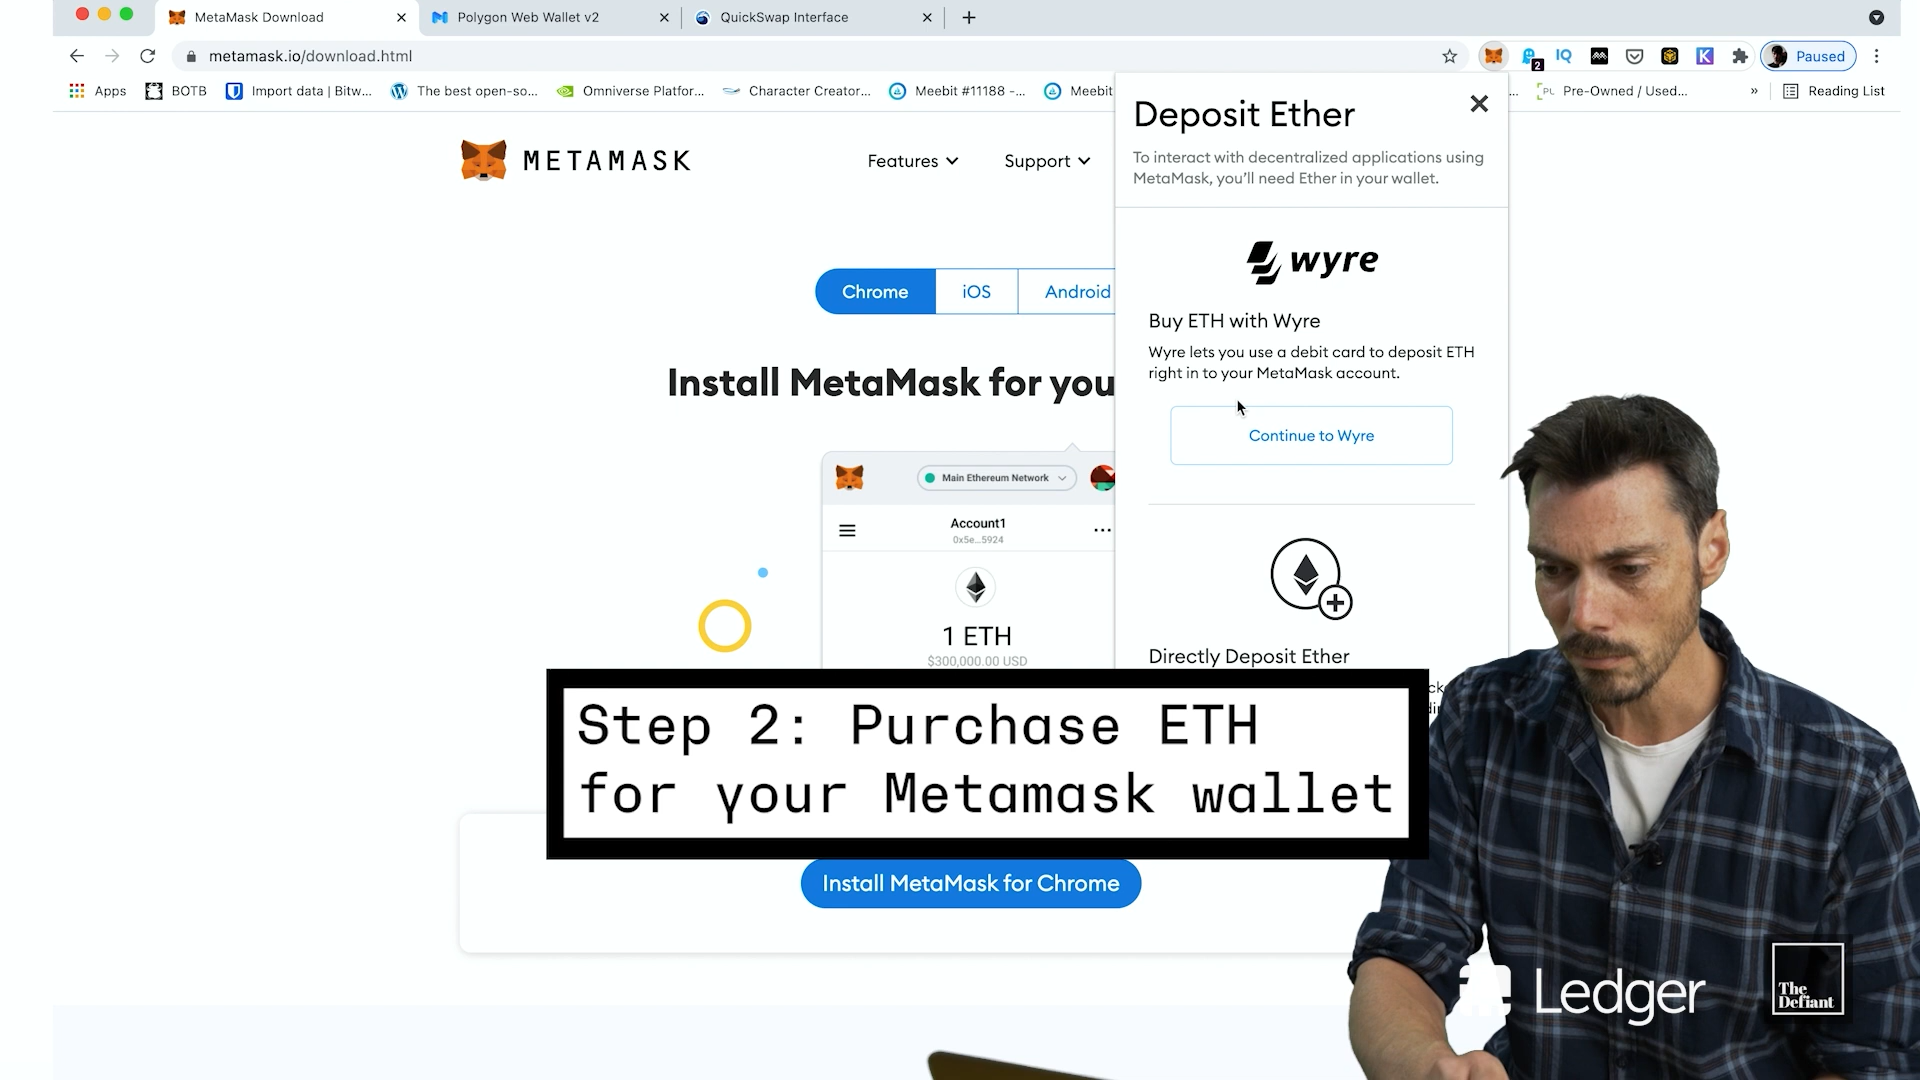 MetaMask Download
Polygon Web Wallet v2
QuickSwap Interface
metamask.io/download.html
2
IQ
K
Paused
Apps
BOTB
Import data | Bitw...
The best open-so...
Omniverse Platfor...
Character Creator...
Meebit #11188 -...
Meebit
...
PL
Pre-Owned / Used...
»
Reading List
METAMASK
Features
Support
Deposit Ether
To interact with decentralized applications using
MetaMask, you'll need Ether in your wallet.
wyre
Buy ETH with Wyre
Wyre lets you use a debit card to deposit ETH
right in to your MetaMask account.
Continue to Wyre
Directly Deposit Ether
Chrome
iOS
Android
Install MetaMask for you
Main Ethereum Network
Account1
0x5e...5924
1 ETH
$300,000.00 USD
Step 2: Purchase ETH
for your Metamask wallet
Install MetaMask for Chrome
Ledger
The
Defiant